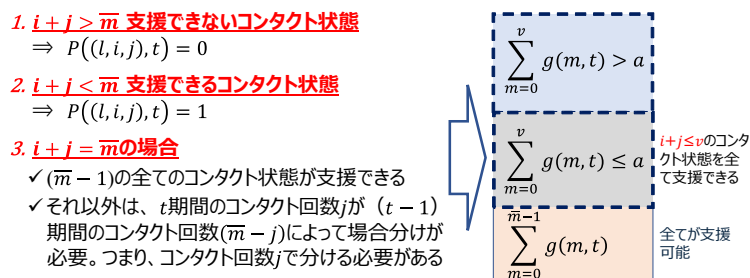 1. i + j > m̅ 支援できないコンタクト状態
⇒ P((l, i, j), t) = 0
2. i + j < m̅ 支援できるコンタクト状態
⇒ P((l, i, j), t) = 1
3. i + j = m̅の場合
✓(m̅ − 1)の全てのコンタクト状態が支援できる
✓それ以外は、t期間のコンタクト回数jが（t − 1）
期間のコンタクト回数(m̅ − j)によって場合分けが
必要。つまり、コンタクト回数jで分ける必要がある
∑_{m=0}^{v} g(m, t) > a
∑_{m=0}^{v} g(m, t) ≤ a
∑_{m=0}^{m̅−1} g(m, t)
i + j ≤ vのコンタ
クト状態を全
て支援できる
全てが支援
可能